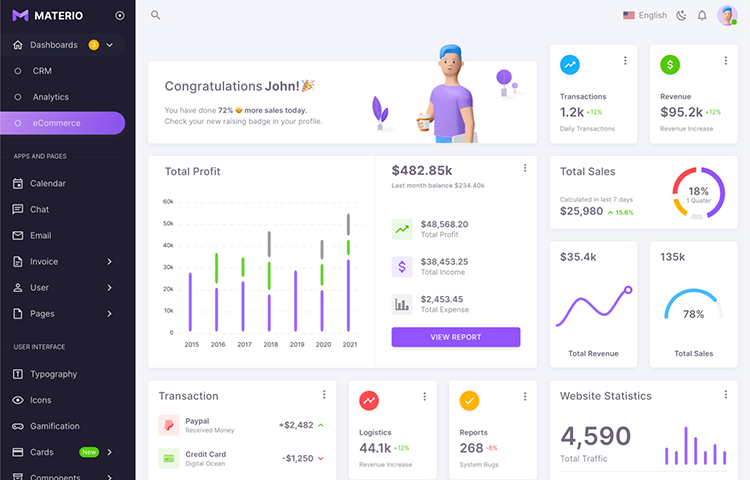 MATERIO
Dashboards
3
CRM
Analytics
eCommerce
APPS AND PAGES
Calendar
Chat
Email
Invoice
User
Pages
USER INTERFACE
Typography
Icons
Gamification
Cards
New
Components
English
Congratulations John! 🎉
You have done 72% 🤩 more sales today.
Check your new raising badge in your profile.
Transactions
1.2k +12%
Daily Transactions
$
Revenue
$95.2k +12%
Revenue Increase
Total Profit
60k
50k
40k
30k
20k
10k
0
2015 2016 2017 2018 2019 2020 2021
$482.85k
Last month balance $234.40k
$48,568.20
Total Profit
$
$38,453.25
Total Income
$2,453.45
Total Expense
VIEW REPORT
Total Sales
Calculated in last 7 days
$25,980 15.6%
18%
1 Quater
$35.4k
Total Revenue
135k
78%
Total Sales
Transaction
Paypal
Received Money
+$2,482
Credit Card
Digital Ocean
-$1,250
Logistics
44.1k +12%
Revenue Increase
Reports
268 -8%
System Bugs
Website Statistics
4,590
Total Traffic